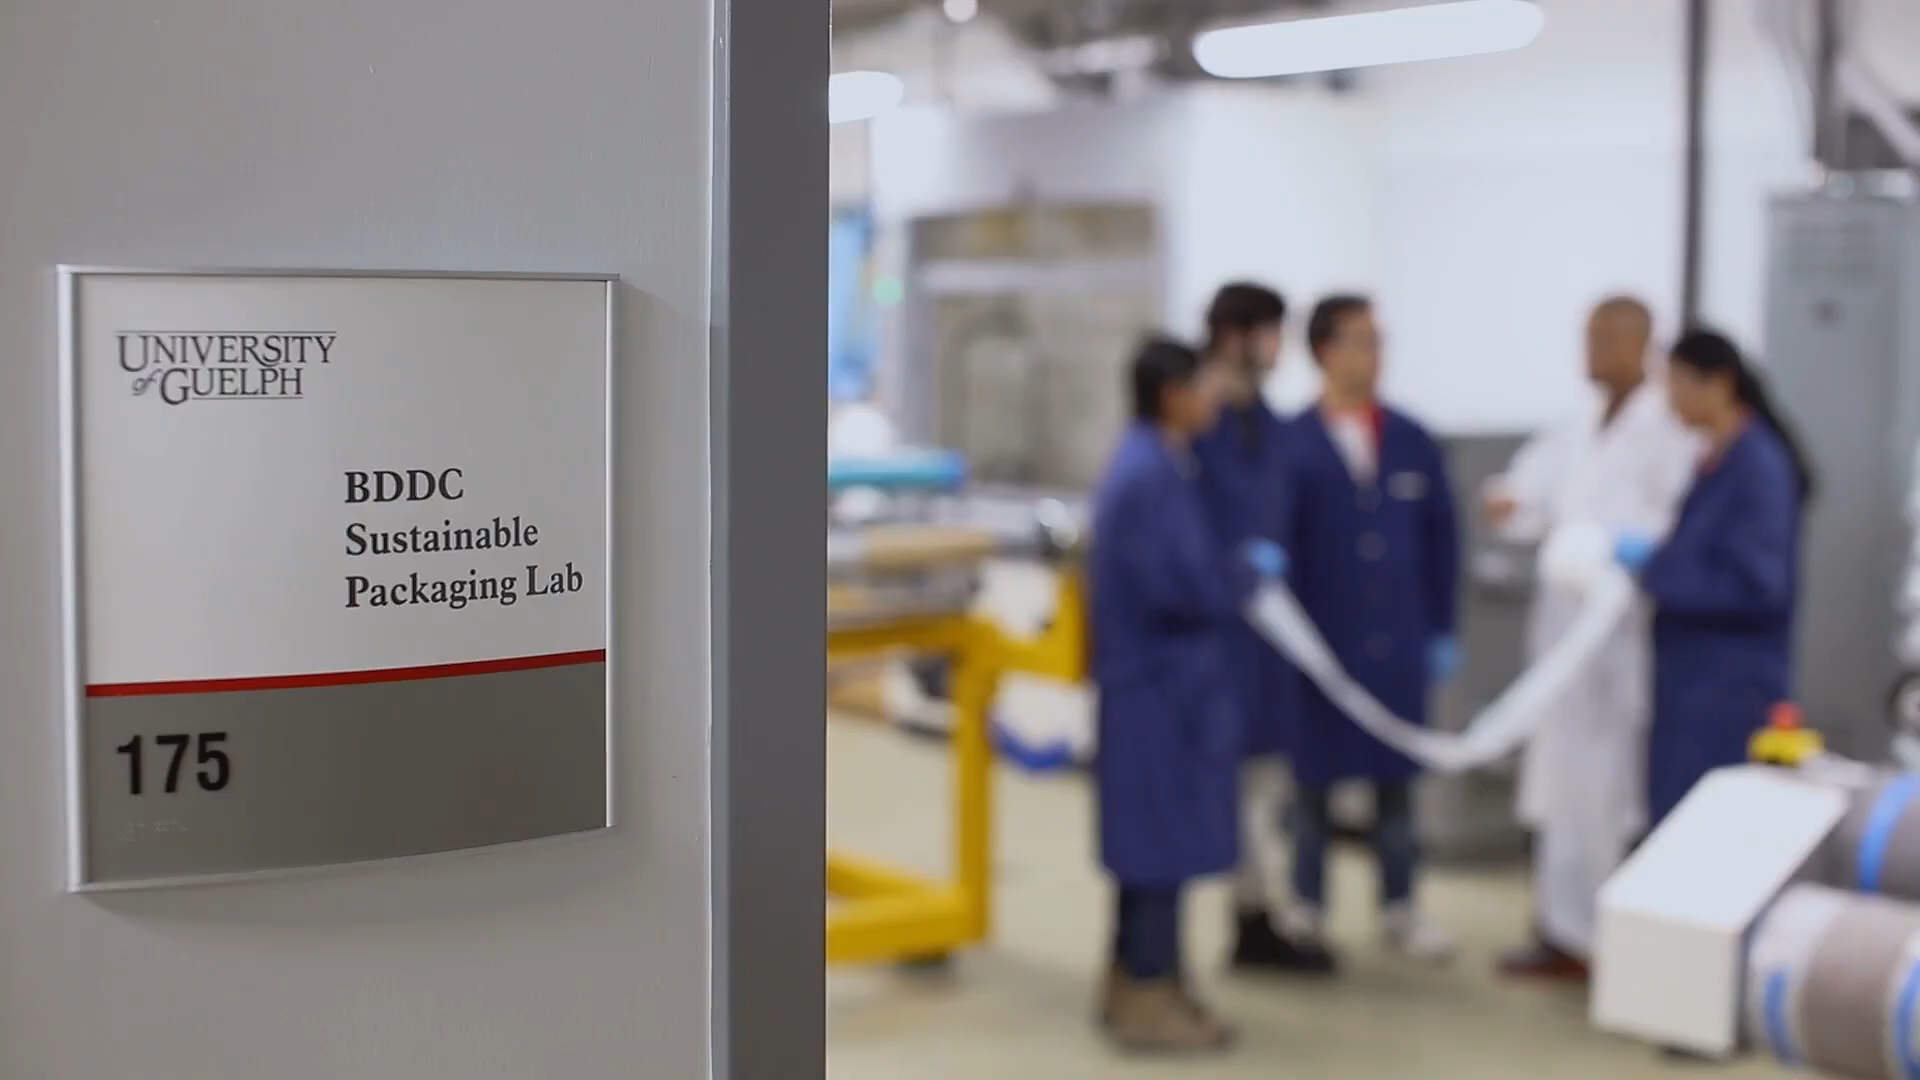 UNIVERSITY
of GUELPH
BDDC
Sustainable
Packaging Lab
175